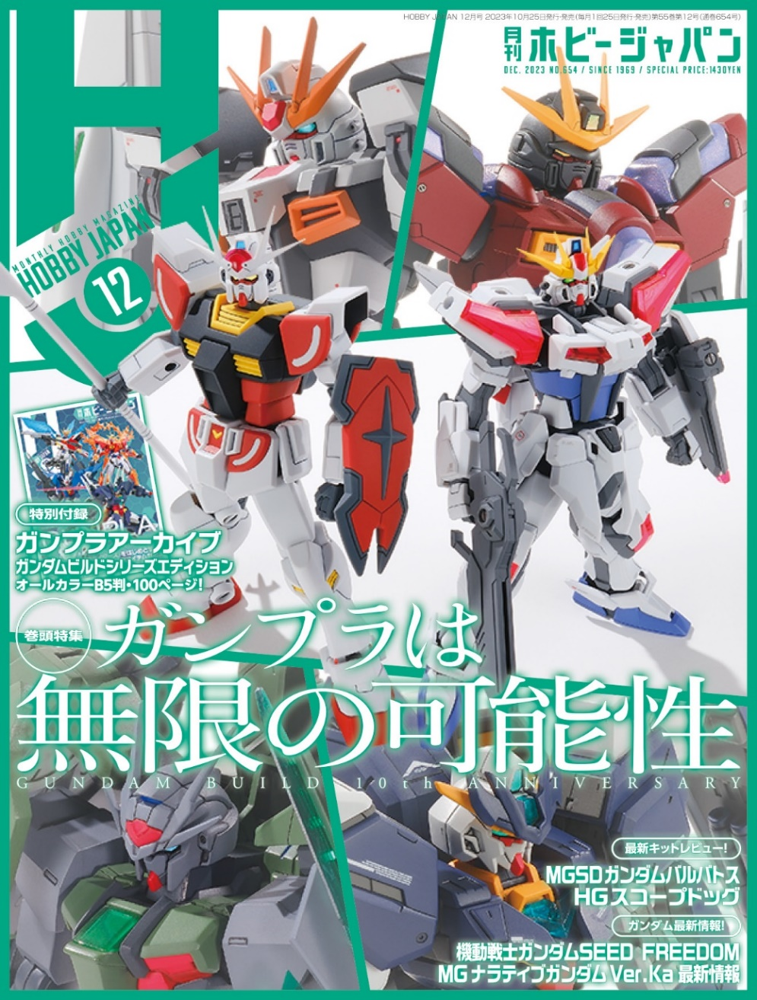 HOBBY JAPAN 12月号 2023年10月25日発行・発売(毎月1回25日発行・発売)第55巻第12号(通巻654号)
月刊ホビージャパン
DEC. 2023 NO.654 / SINCE 1969 / SPECIAL PRICE:1430YEN
MONTHLY HOBBY MAGAZINE
HOBBY JAPAN
12
特別付録
ガンプラアーカイブ
ガンダムビルドシリーズエディション
オールカラーB5判・100ページ!
巻頭特集
ガンプラは
無限の可能性
GUNDAM BUILD 10th ANNIVERSARY
最新キットレビュー!
MGSDガンダムバルバトス
HGスコープドッグ
ガンダム最新情報!
機動戦士ガンダムSEED FREEDOM
MGナラティブガンダムVer.Ka 最新情報